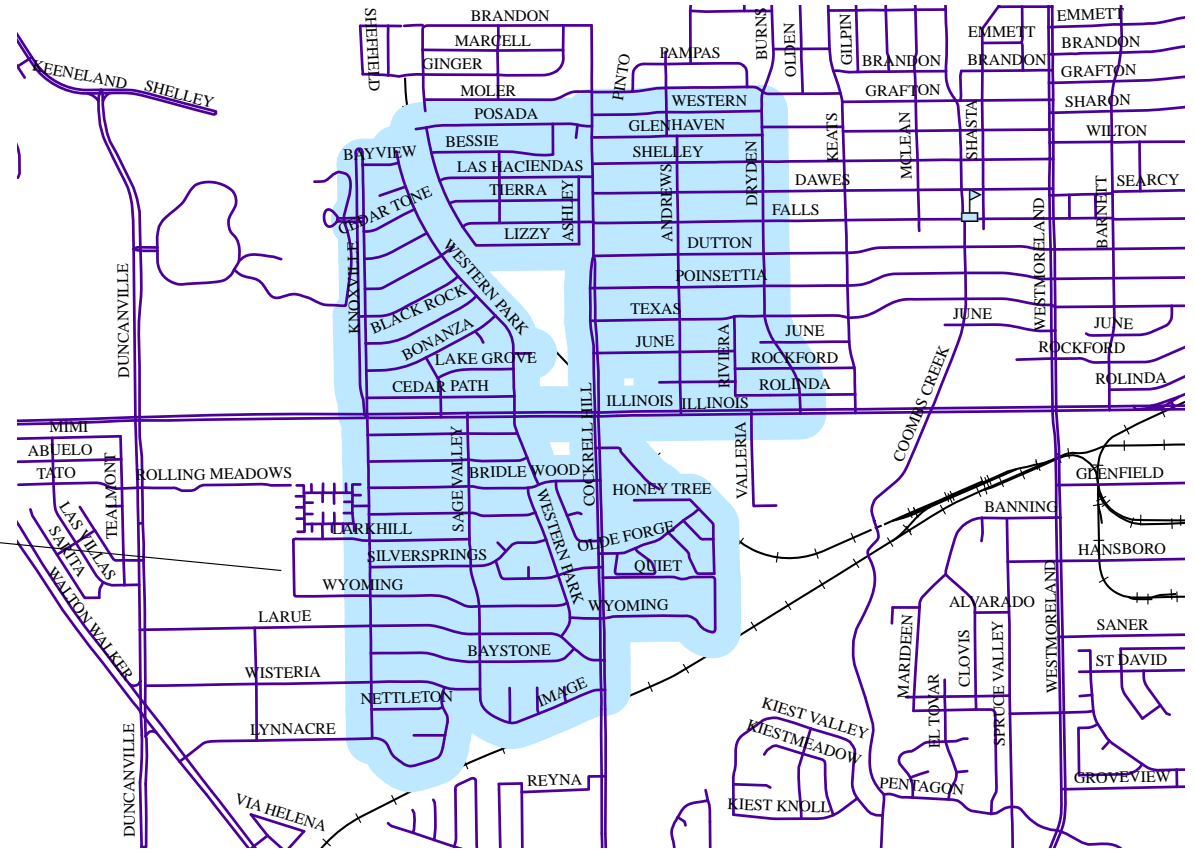 BRANDON
EMMETT
SHEFFIELD
BURNS
GILPIN
EMMETT
MARCELL
BRANDON
OLDEN
PAMPAS
GINGER
BRANDON
BRANDON
GRAFTON
PINTO
KEENELAND
SHELLEY
MOLER
WESTERN
GRAFTON
SHARON
POSADA
GLENHAVEN
KEATS
MCLEAN
SHASTA
WILTON
BESSIE
BAYVIEW
SHELLEY
LAS HACIENDAS
DRYDEN
DAWES
SEARCY
TIERRA
ANDREWS
BARNETT
CEDAR TONE
ASHLEY
FALLS
LIZZY
DUTTON
WESTMORELAND
KNOXVILLE
WESTERN PARK
POINSETTIA
DUNCANVILLE
BLACK ROCK
TEXAS
JUNE
JUNE
BONANZA
JUNE
JUNE
RIVIERA
ROCKFORD
LAKE GROVE
ROCKFORD
CEDAR PATH
ROLINDA
ROLINDA
COOMBS CREEK
COCKRELL HILL
ILLINOIS
ILLINOIS
MIMI
ABUELO
SAGE VALLEY
VALLERIA
TATO
ROLLING MEADOWS
BRIDLE WOOD
GLENFIELD
TEALMONT
HONEY TREE
BANNING
LAS VILLAS
LARKHILL
WESTERN PARK
OLDE FORGE
SARITA
SILVERSPRINGS
HANSBORO
QUIET
WYOMING
WYOMING
WALTON WALKER
WESTMORELAND
ALVARADO
LARUE
SANER
MARIDEEN
CLOVIS
SPRUCE VALLEY
BAYSTONE
ST DAVID
WISTERIA
EL TOVAR
NETTLETON
IMAGE
KIEST VALLEY
LYNNACRE
KIESTMEADOW
DUNCANVILLE
REYNA
GROVEVIEW
PENTAGON
VIA HELENA
KIEST KNOLL